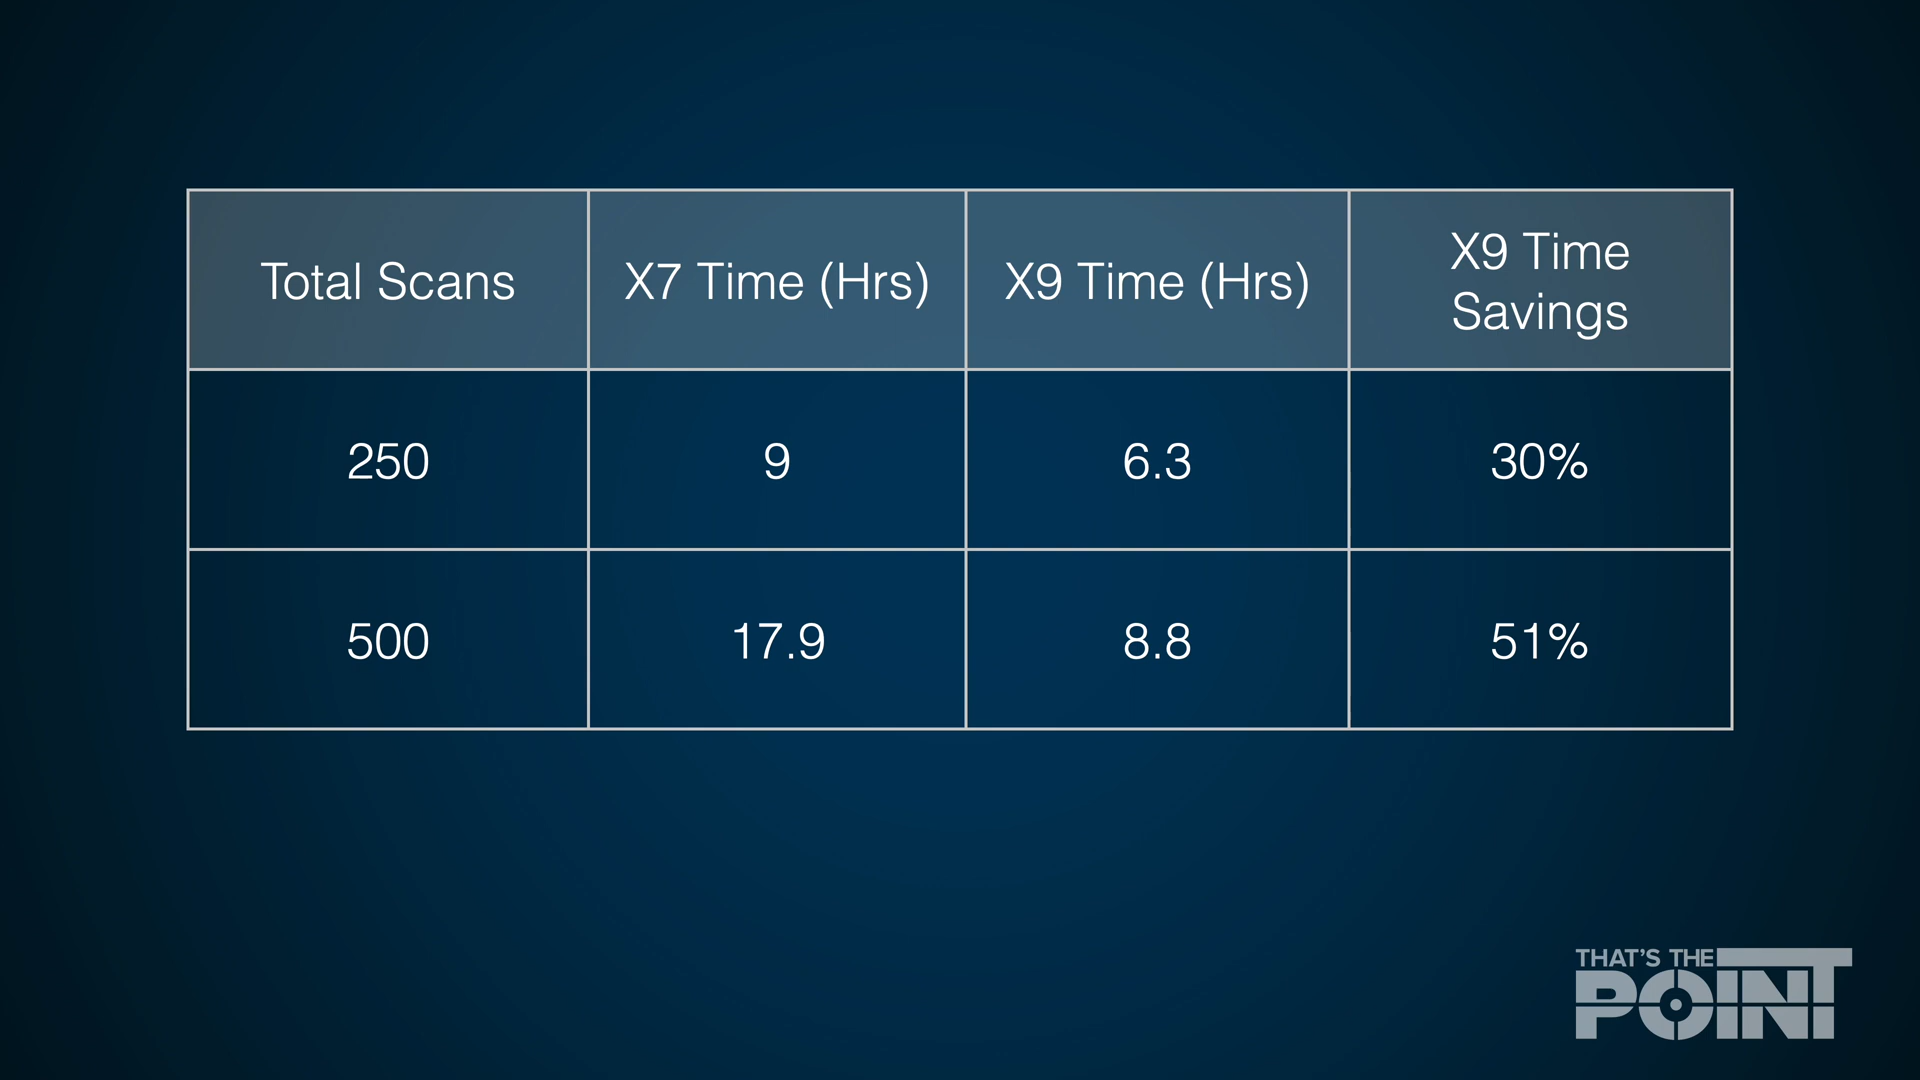 Total Scans
X7 Time (Hrs)
X9 Time (Hrs)
X9 Time
Savings
250
9
6.3
30%
500
17.9
8.8
51%
THAT'S THE
POINT